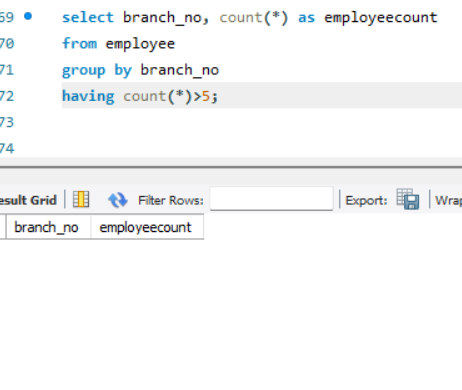 69 select branch_no, count(*) as employeecount
70 from employee
71 group by branch_no
72 having count(*)>5;
73
74
esult Grid Filter Rows: Export: Wrap
branch_no employeecount